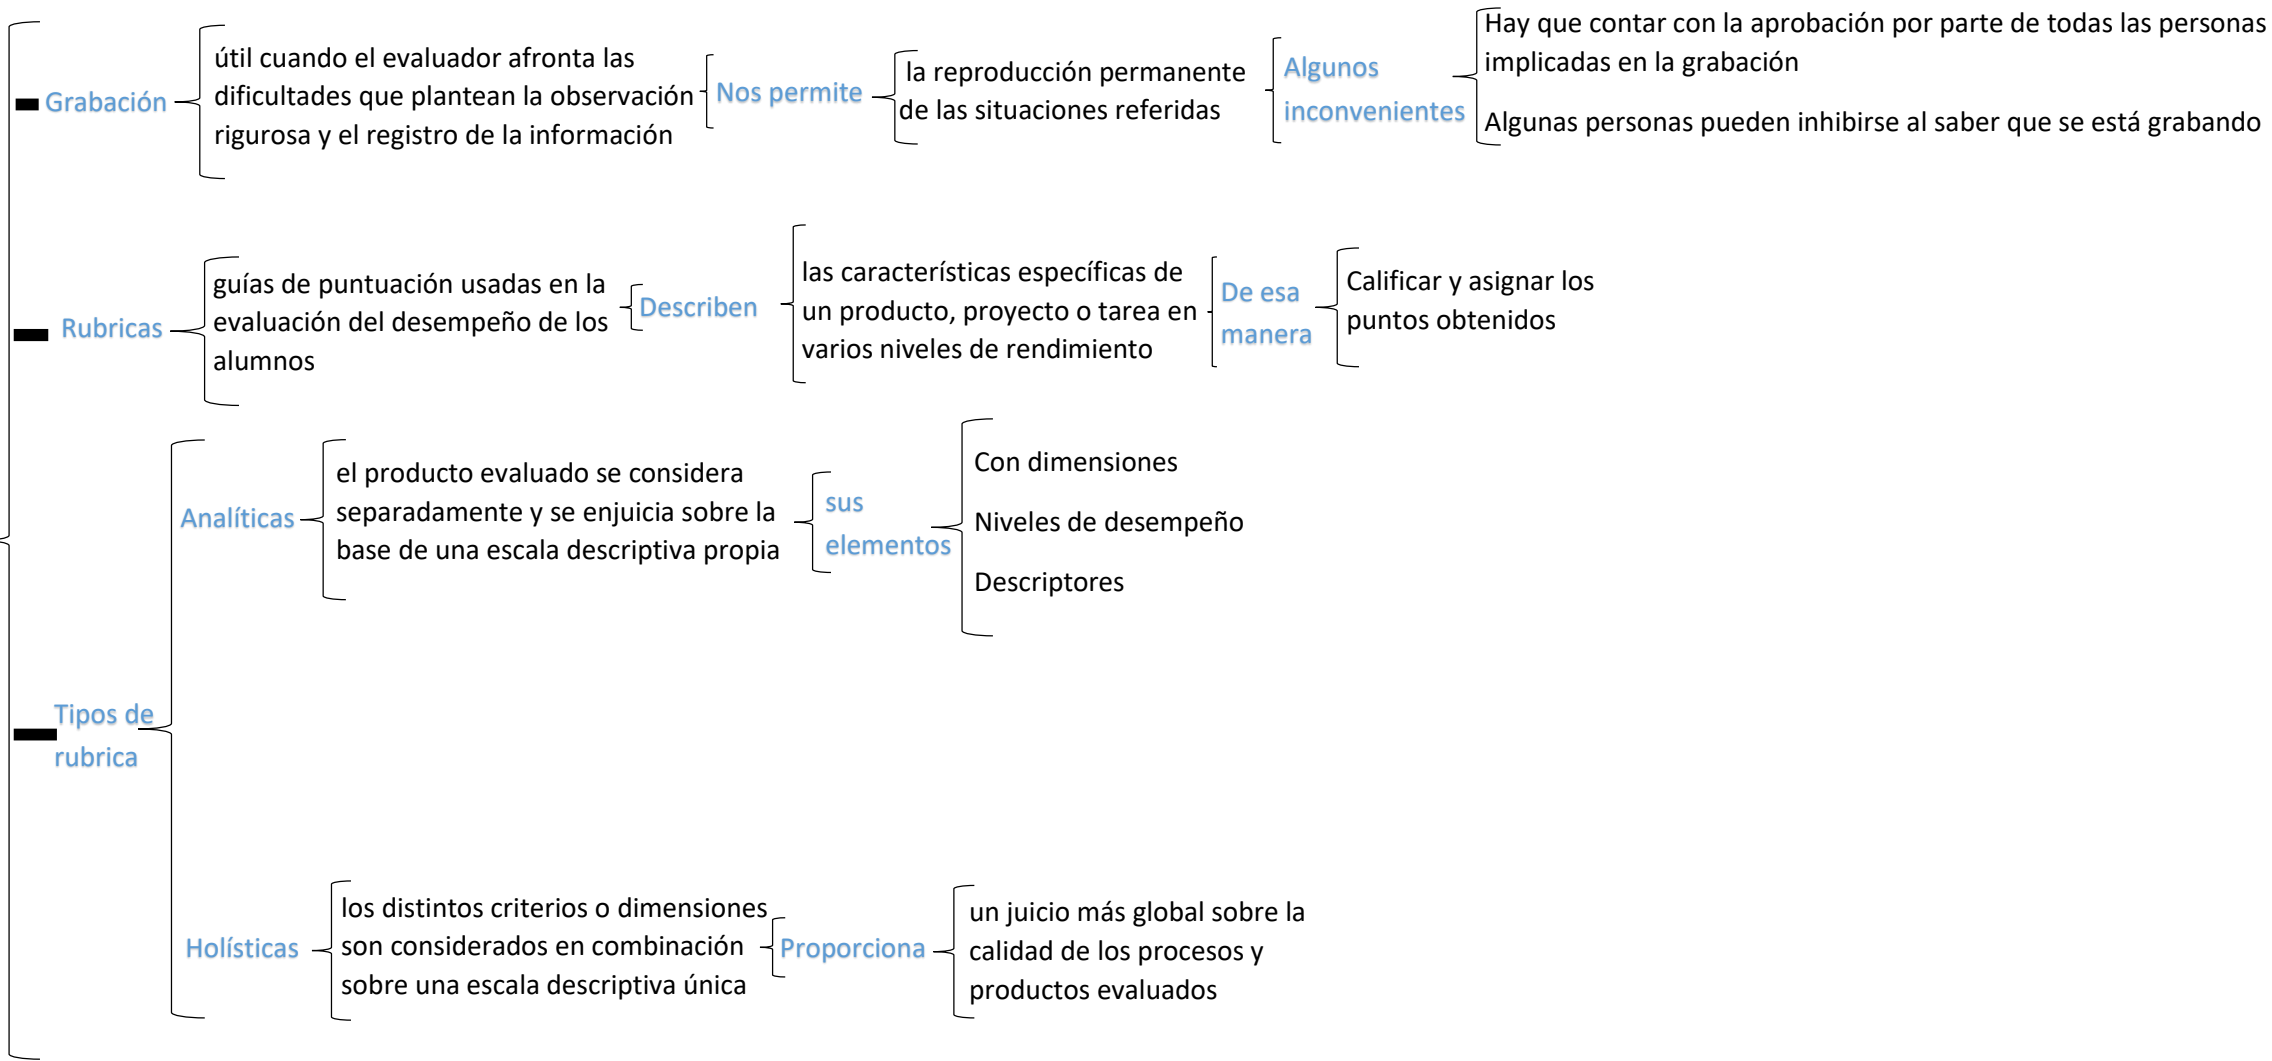 Grabación
útil cuando el evaluador afronta las
dificultades que plantean la observación
rigurosa y el registro de la información
Nos permite
la reproducción permanente
de las situaciones referidas
Algunos
inconvenientes
Hay que contar con la aprobación por parte de todas las personas
implicadas en la grabación
Algunas personas pueden inhibirse al saber que se está grabando
Rubricas
guías de puntuación usadas en la
evaluación del desempeño de los
alumnos
Describen
las características específicas de
un producto, proyecto o tarea en
varios niveles de rendimiento
De esa
manera
Calificar y asignar los
puntos obtenidos
Tipos de
rubrica
Analíticas
el producto evaluado se considera
separadamente y se enjuicia sobre la
base de una escala descriptiva propia
sus
elementos
Con dimensiones
Niveles de desempeño
Descriptores
Holísticas
los distintos criterios o dimensiones
son considerados en combinación
sobre una escala descriptiva única
Proporciona
un juicio más global sobre la
calidad de los procesos y
productos evaluados